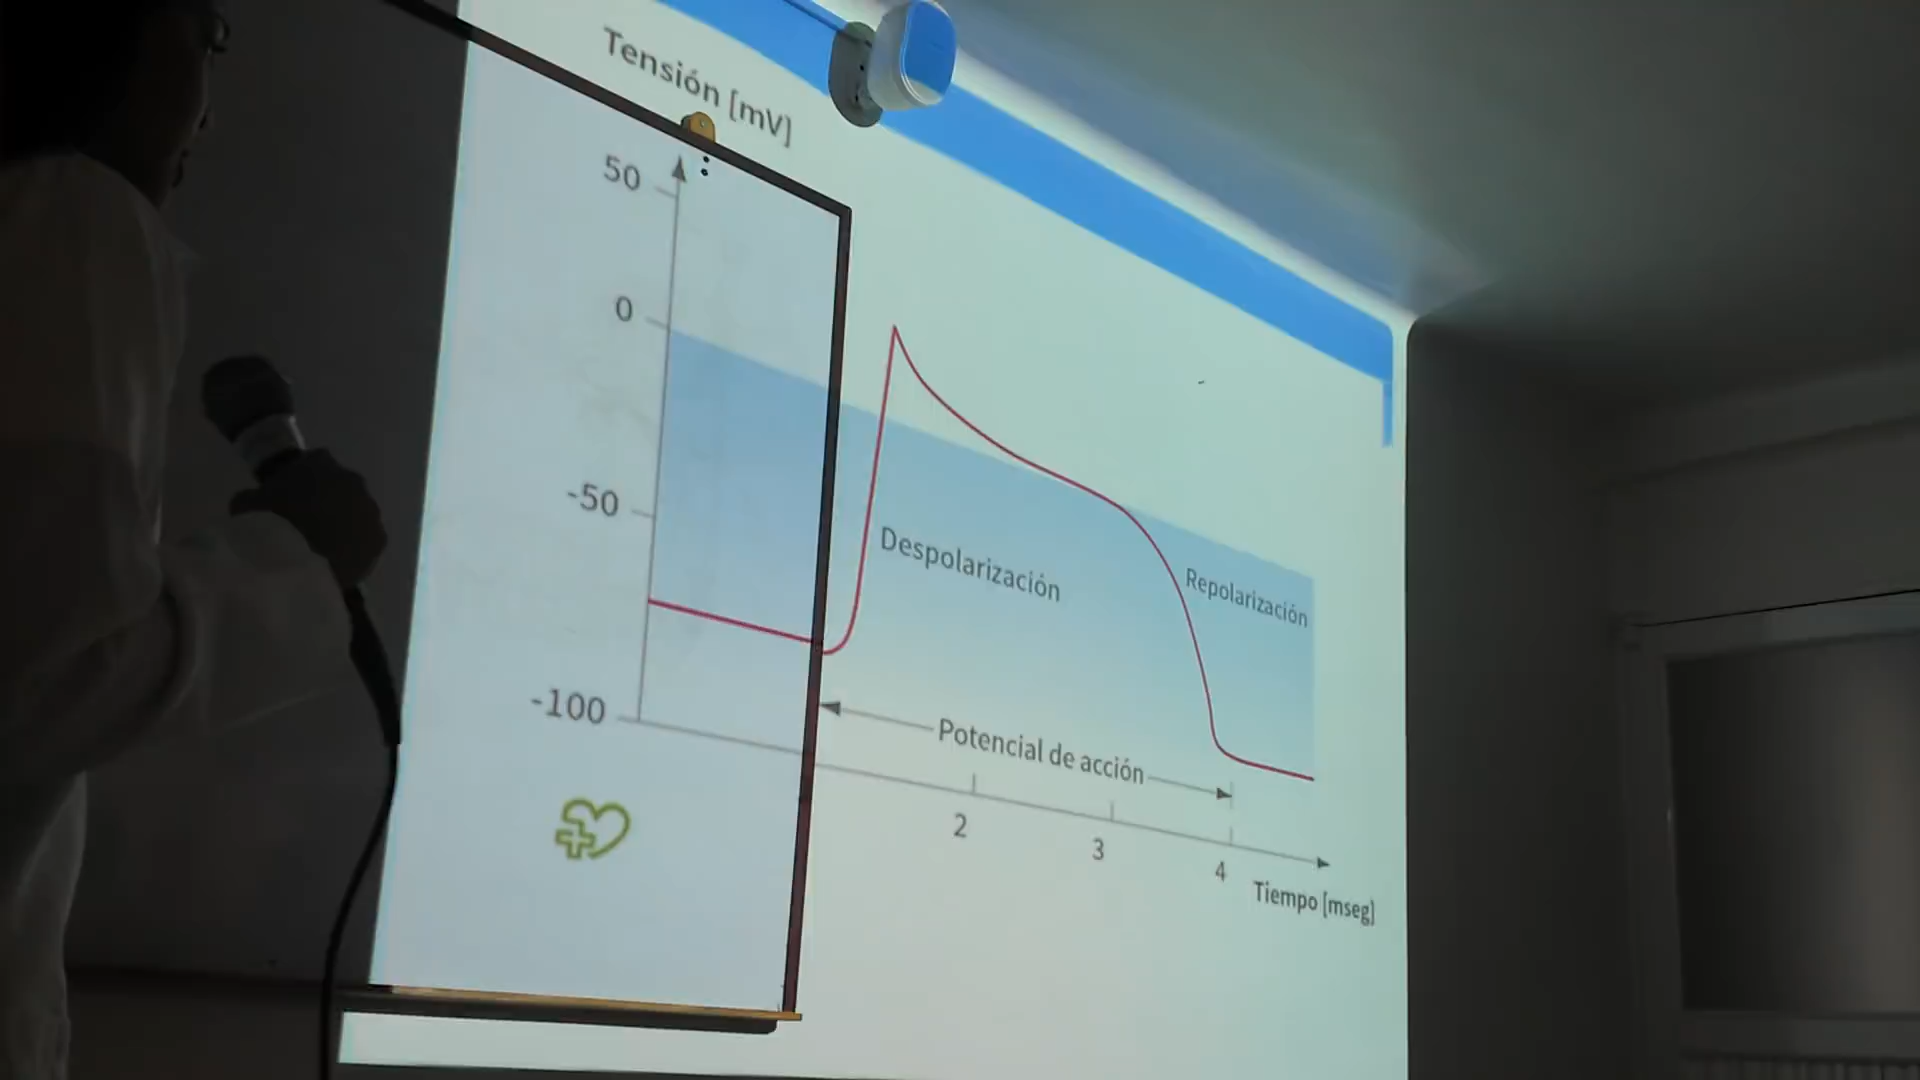 Tensión [mV]
50
0
-50
-100
Despolarización
Repolarización
Potencial de acción
2
3
4
Tiempo [mseg]